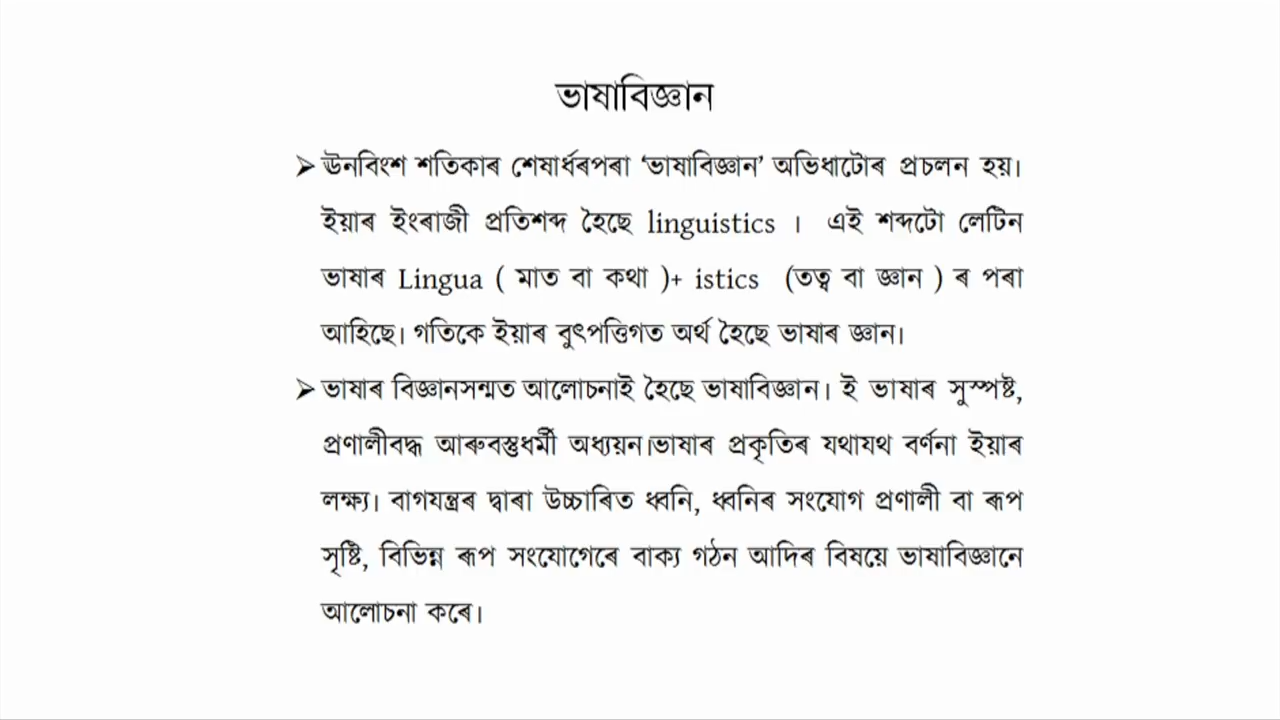 ভাষাবিজ্ঞান
➢ ঊনবিংশ শতিকাৰ শেষাৰ্ধৰপৰা ‘ভাষাবিজ্ঞান’ অভিধাটোৰ প্ৰচলন হয়।
ইয়াৰ ইংৰাজী প্ৰতিশব্দ হৈছে linguistics । এই শব্দটো লেটিন
ভাষাৰ Lingua ( মাত বা কথা )+ istics (তত্ব বা জ্ঞান ) ৰ পৰা
আহিছে। গতিকে ইয়াৰ বুৎপত্তিগত অৰ্থ হৈছে ভাষাৰ জ্ঞান।
➢ ভাষাৰ বিজ্ঞানসন্মত আলোচনাই হৈছে ভাষাবিজ্ঞান। ই ভাষাৰ সুস্পষ্ট,
প্ৰণালীবদ্ধ আৰুবস্তুধৰ্মী অধ্যয়ন।ভাষাৰ প্ৰকৃতিৰ যথাযথ বৰ্ণনা ইয়াৰ
লক্ষ্য। বাগযন্ত্ৰৰ দ্বাৰা উচ্চাৰিত ধ্বনি, ধ্বনিৰ সংযোগ প্ৰণালী বা ৰূপ
সৃষ্টি, বিভিন্ন ৰূপ সংযোগেৰে বাক্য গঠন আদিৰ বিষয়ে ভাষাবিজ্ঞানে
আলোচনা কৰে।